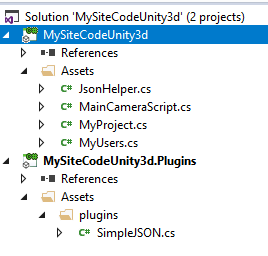 Solution 'MySiteCodeUnity3d' (2 projects)
MySiteCodeUnity3d
References
Assets
JsonHelper.cs
MainCameraScript.cs
MyProject.cs
MyUsers.cs
MySiteCodeUnity3d.Plugins
References
Assets
plugins
SimpleJSON.cs